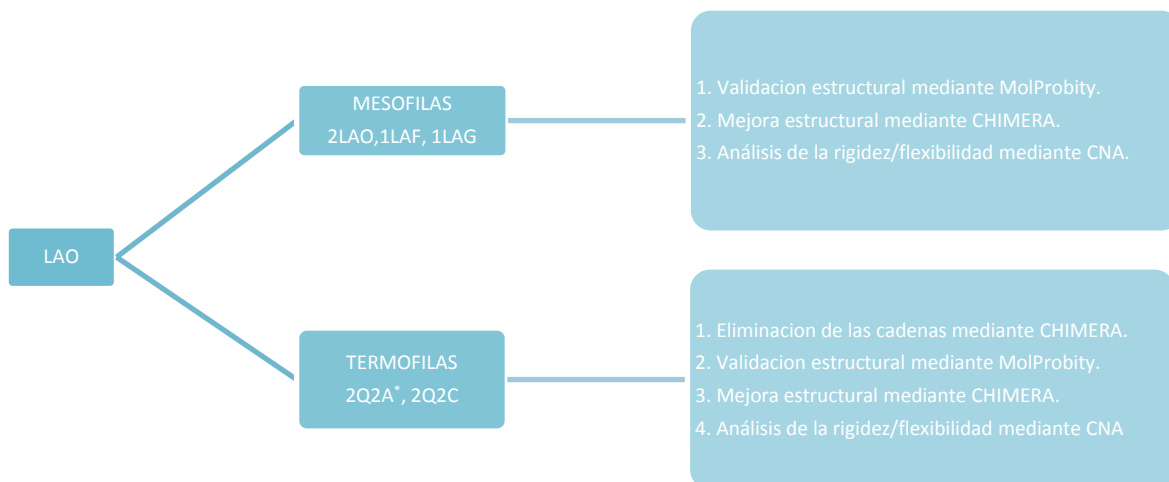 MESOFILAS
2LAO,1LAF, 1LAG
1. Validacion estructural mediante MolProbity.
2. Mejora estructural mediante CHIMERA.
3. Análisis de la rigidez/flexibilidad mediante CNA.
LAO
TERMOFILAS
2Q2A*, 2Q2C
1. Eliminacion de las cadenas mediante CHIMERA.
2. Validación estructural mediante MolProbity.
3. Mejora estructural mediante CHIMERA.
4. Análisis de la rigidez/flexibilidad mediante CNA